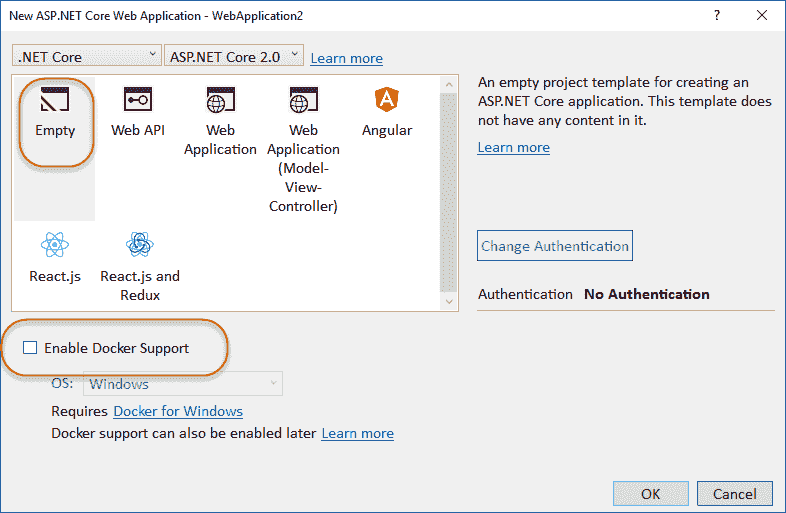 New ASP.NET Core Web Application - WebApplication2
? ✕
.NET Core ASP.NET Core 2.0 Learn more
Empty
Web API
Web
Application
Web
Application
(Model-
View-
Controller)
Angular
React.js
React.js and
Redux
An empty project template for creating an
ASP.NET Core application. This template does
not have any content in it.
Learn more
Change Authentication
Authentication No Authentication
Enable Docker Support
OS: Windows
Requires Docker for Windows
Docker support can also be enabled later Learn more
OK Cancel